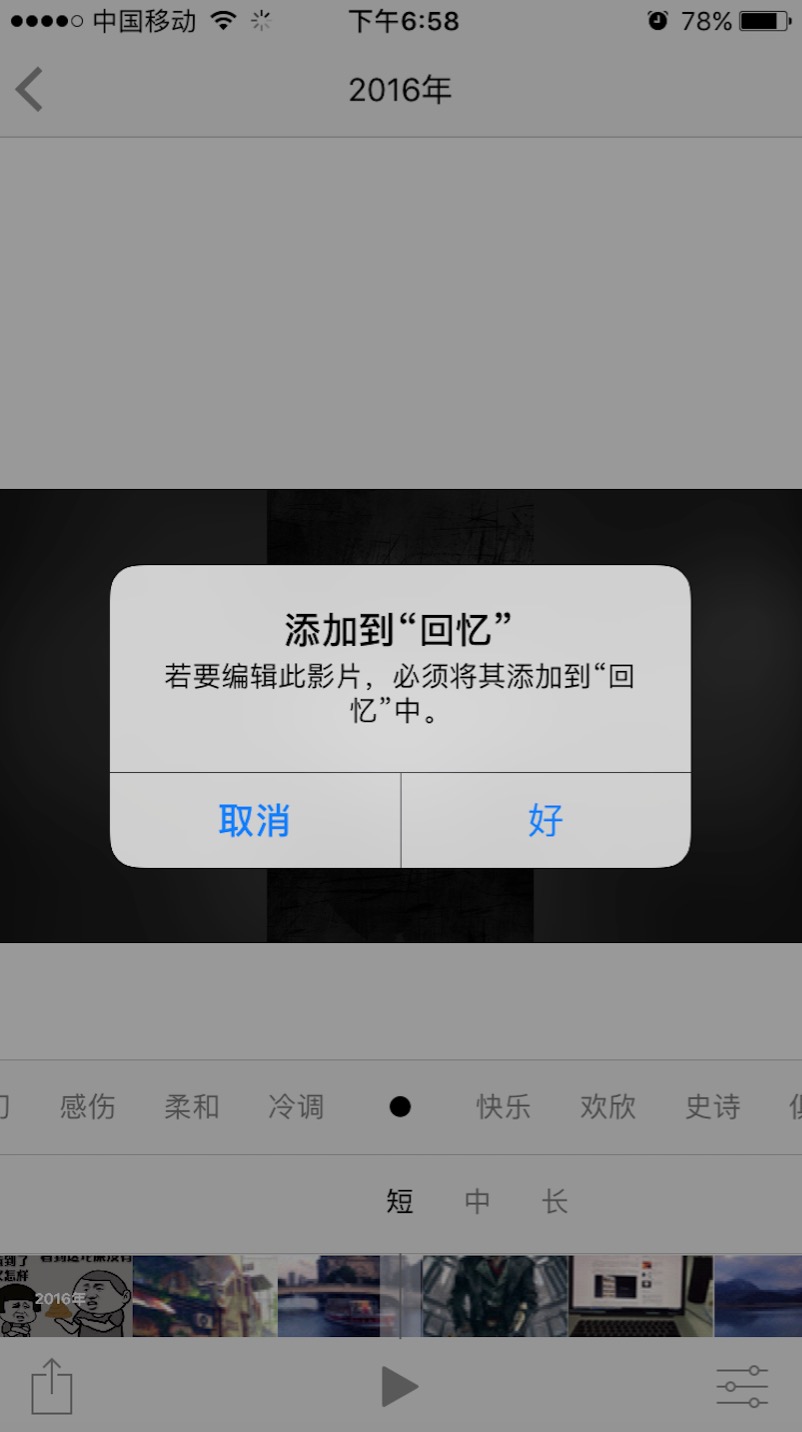 中国移动 下午6:58 78%
2016年
添加到“回忆”
若要编辑此影片，必须将其添加到“回
忆”中。
取消 好
感伤 柔和 冷调 快乐 欢欣 史诗
短 中 长
2016年